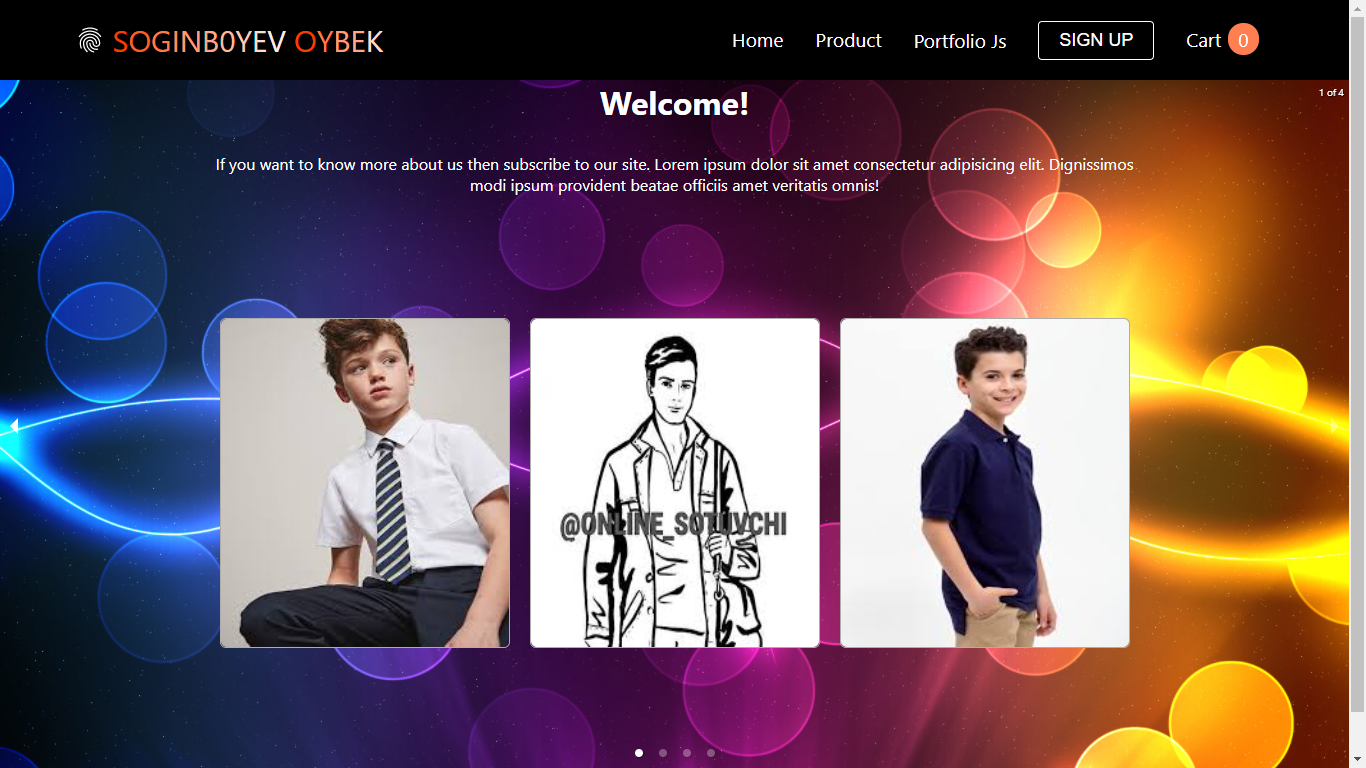 SOGINB0YEV OYBEK
Home
Product
Portfolio Js
SIGN UP
Cart 0
1 of 4
Welcome!
If you want to know more about us then subscribe to our site. Lorem ipsum dolor sit amet consectetur adipisicing elit. Dignissimos
modi ipsum provident beatae officiis amet veritatis omnis!
@ONLINE_SOTUVCHI